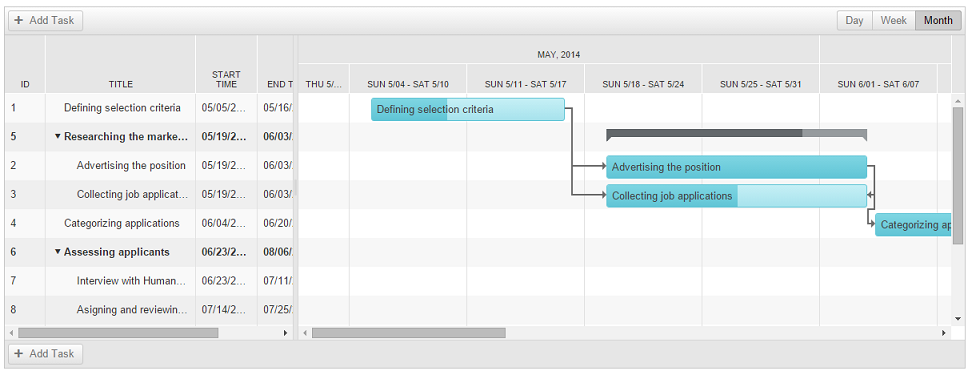 + Add Task Day Week Month
MAY, 2014
ID TITLE START TIME END T THU 5/... SUN 5/04 - SAT 5/10 SUN 5/11 - SAT 5/17 SUN 5/18 - SAT 5/24 SUN 5/25 - SAT 5/31 SUN 6/01 - SAT 6/07
1 Defining selection criteria 05/05/2... 05/16/ Defining selection criteria
5 Researching the marke... 05/19/2... 06/03/
2 Advertising the position 05/19/2... 06/03/ Advertising the position
3 Collecting job applicat... 05/19/2... 06/03/ Collecting job applications
4 Categorizing applications 06/04/2... 06/20/ Categorizing ap
6 Assessing applicants 06/23/2... 08/06/
7 Interview with Human... 06/23/2... 07/11/
8 Asigning and reviewin... 07/14/2... 07/25/
+ Add Task